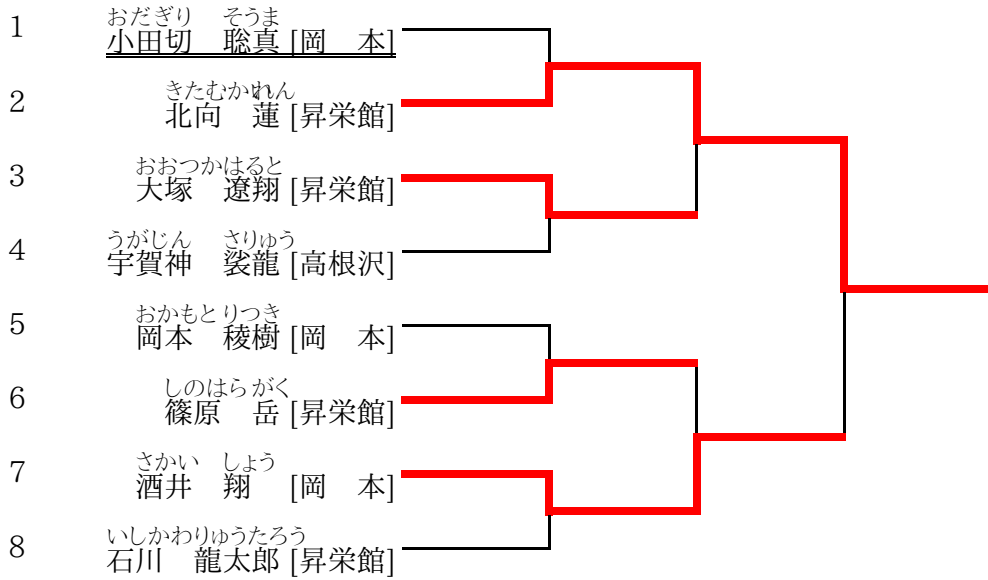 おだぎり　そうま
1 小田切　聡真 [岡　本]
きたむかいれん
2 北向　蓮 [昇栄館]
おおつかはると
3 大塚　遼翔 [昇栄館]
うがじん　さりゅう
4 宇賀神　裟龍 [高根沢]
おかもとりつき
5 岡本　稜樹 [岡　本]
しのはらがく
6 篠原　岳 [昇栄館]
さかい　しょう
7 酒井　翔　[岡　本]
いしかわりゅうたろう
8 石川　龍太郎 [昇栄館]